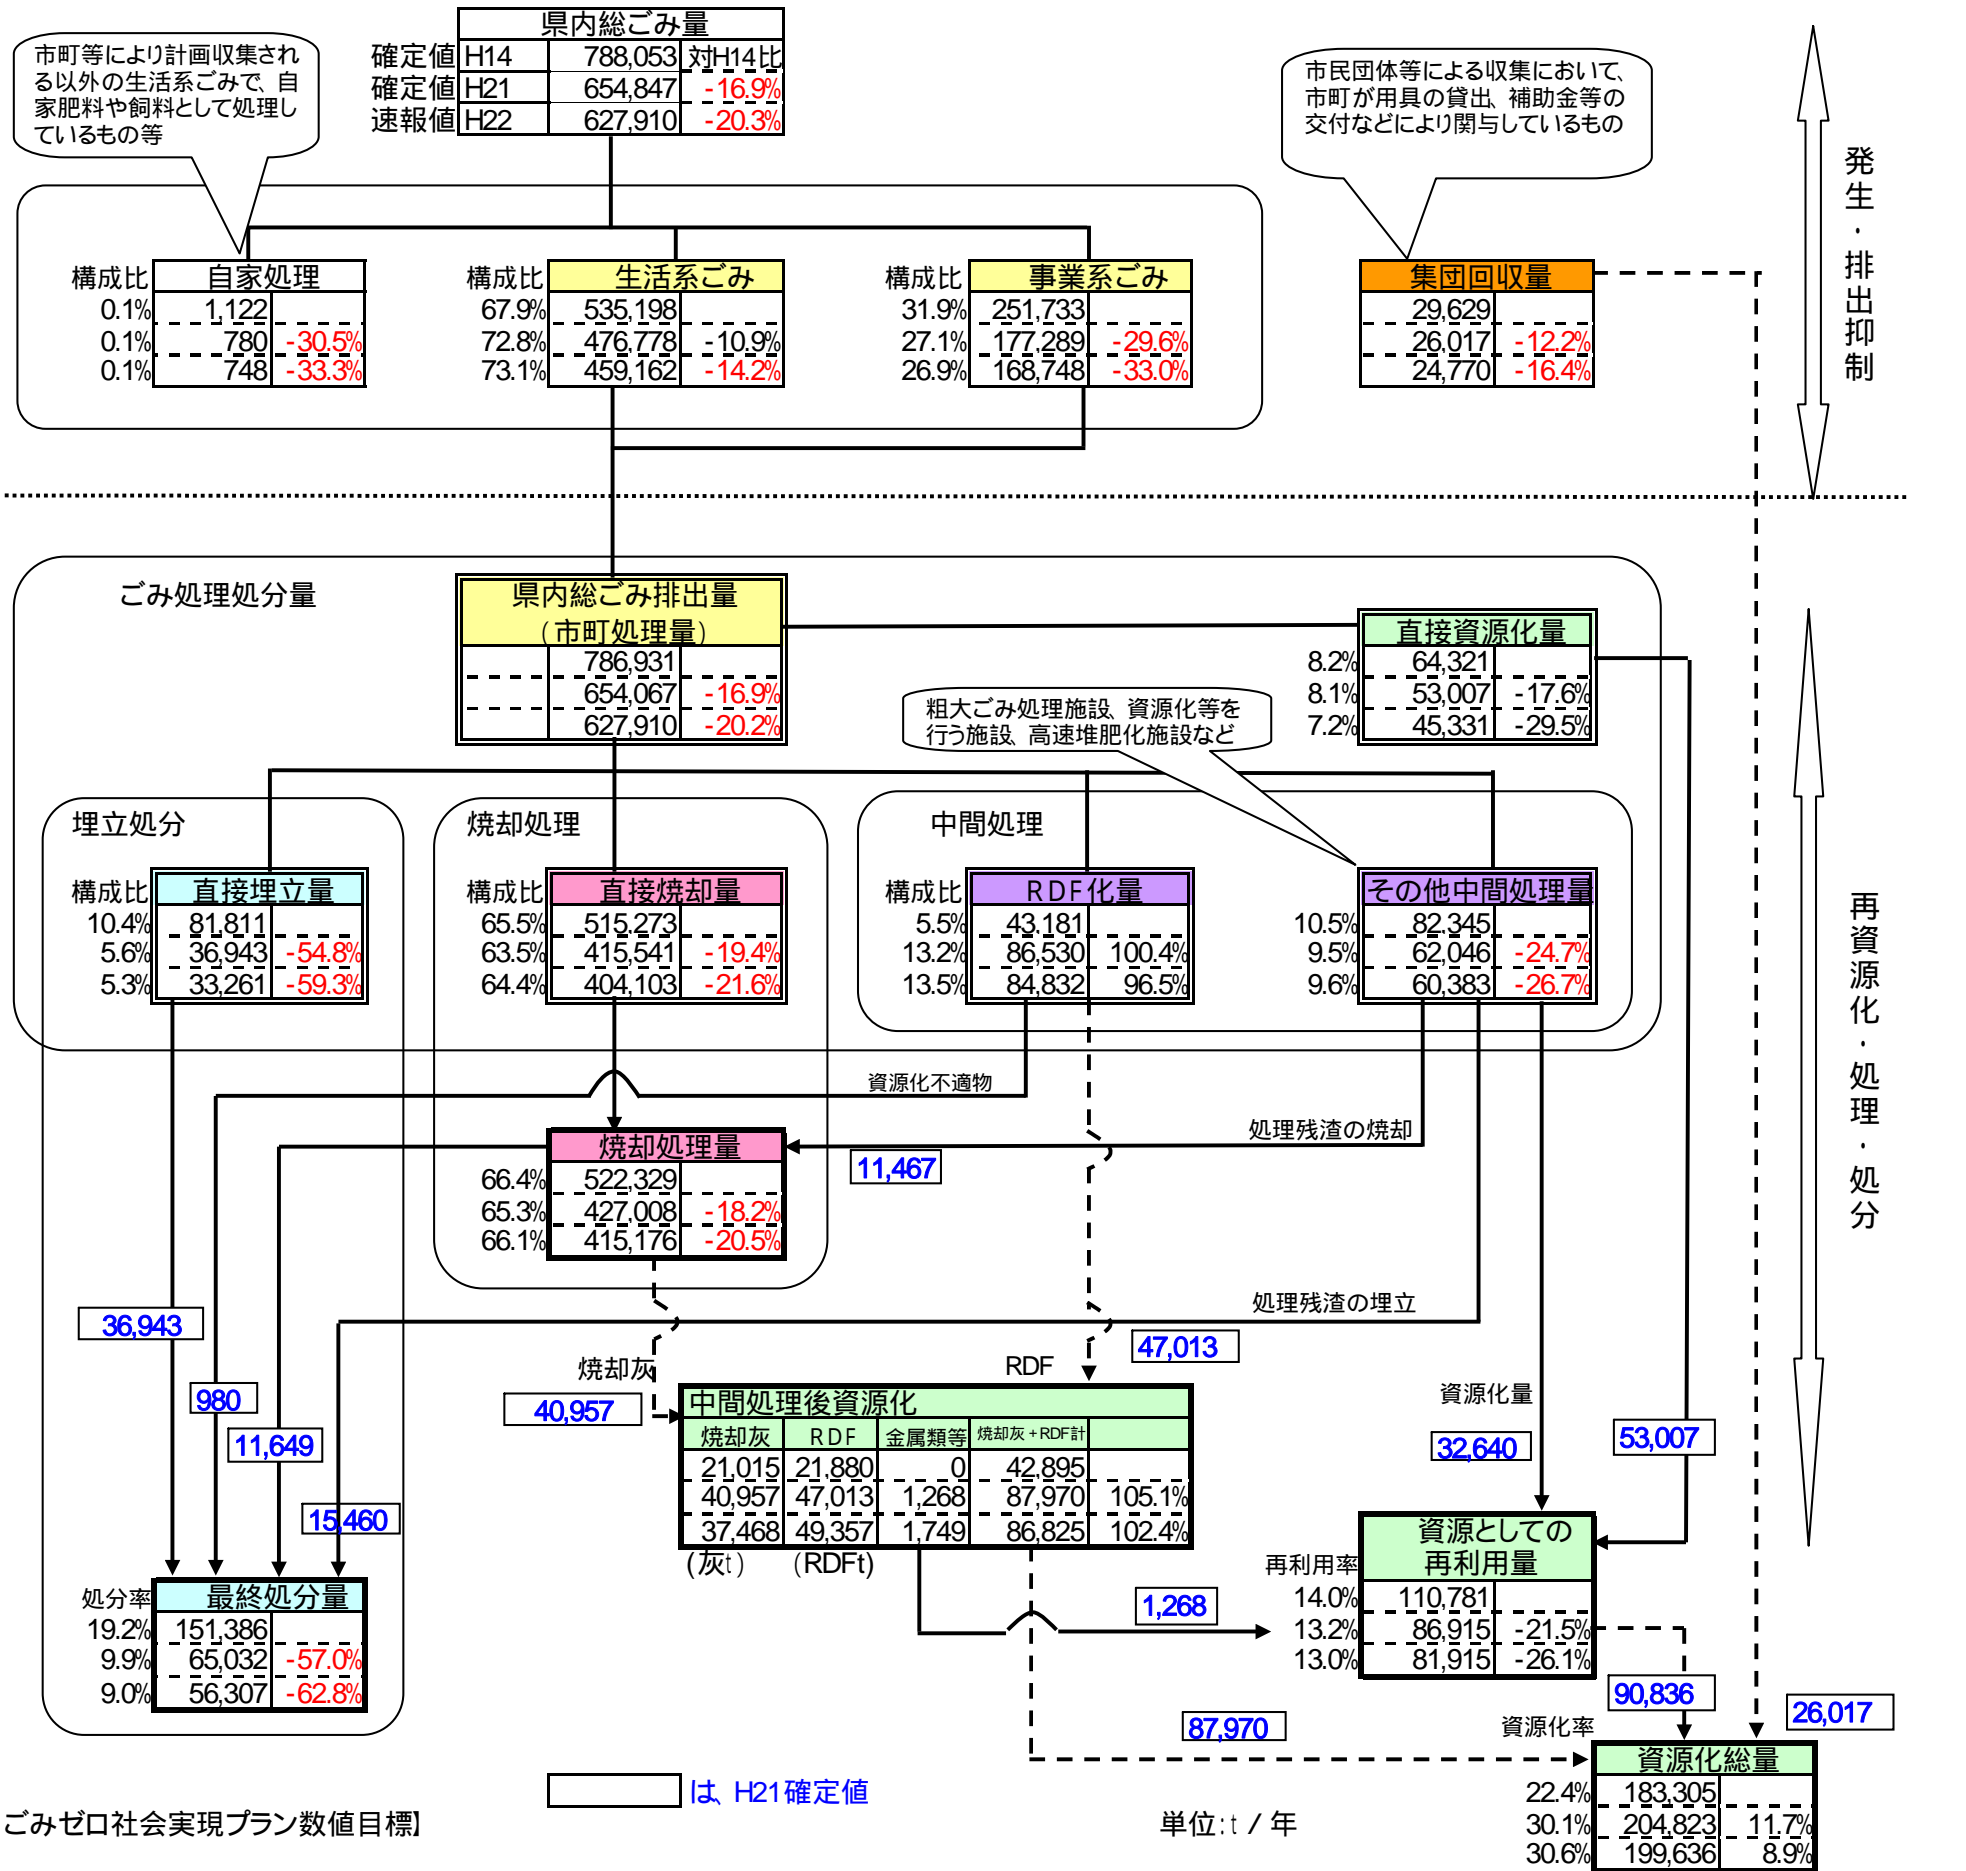 県内総ごみ量
確定値 H14 788,053 対H14比
確定値 H21 654,847 -16.9%
速報値 H22 627,910 -20.3%
市町等により計画収集され
る以外の生活系ごみで、自
家肥料や飼料として処理し
ているもの等
市民団体等による収集において、
市町が用具の貸出、補助金等の
交付などにより関与しているもの
発生・排出抑制
構成比 自家処理
0.1% 1,122
0.1% 780 -30.5%
0.1% 748 -33.3%
構成比 生活系ごみ
67.9% 535,198
72.8% 476,778 -10.9%
73.1% 459,162 -14.2%
構成比 事業系ごみ
31.9% 251,733
27.1% 177,289 -29.6%
26.9% 168,748 -33.0%
集団回収量
29,629
26,017 -12.2%
24,770 -16.4%
ごみ処理処分量
県内総ごみ排出量
(市町処理量)
786,931
654,067 -16.9%
627,910 -20.2%
直接資源化量
8.2% 64,321
8.1% 53,007 -17.6%
7.2% 45,331 -29.5%
粗大ごみ処理施設、資源化等を
行う施設、高速堆肥化施設など
再資源化・処理・処分
埋立処分
構成比 直接埋立量
10.4% 81,811
5.6% 36,943 -54.8%
5.3% 33,261 -59.3%
焼却処理
構成比 直接焼却量
65.5% 515,273
63.5% 415,541 -19.4%
64.4% 404,103 -21.6%
中間処理
構成比 RDF化量
5.5% 43,181
13.2% 86,530 100.4%
13.5% 84,832 96.5%
その他中間処理量
10.5% 82,345
9.5% 62,046 -24.7%
9.6% 60,383 -26.7%
資源化不適物
処理残渣の焼却
11,467
焼却処理量
66.4% 522,329
65.3% 427,008 -18.2%
66.1% 415,176 -20.5%
処理残渣の埋立
36,943
980
11,649
15,460
焼却灰
40,957
RDF
47,013
中間処理後資源化
焼却灰 RDF 金属類等 焼却灰+RDF計
21,015 21,880 0 42,895
40,957 47,013 1,268 87,970 105.1%
37,468 49,357 1,749 86,825 102.4%
(灰t) (RDFt)
資源化量
32,640
53,007
再利用率 資源としての
再利用量
14.0% 110,781
13.2% 86,915 -21.5%
13.0% 81,915 -26.1%
1,268
処分率 最終処分量
19.2% 151,386
9.9% 65,032 -57.0%
9.0% 56,307 -62.8%
90,836
26,017
87,970
資源化率 資源化総量
22.4% 183,305
30.1% 204,823 11.7%
30.6% 199,636 8.9%
は、H21確定値
ごみゼロ社会実現プラン数値目標】
単位:t/年